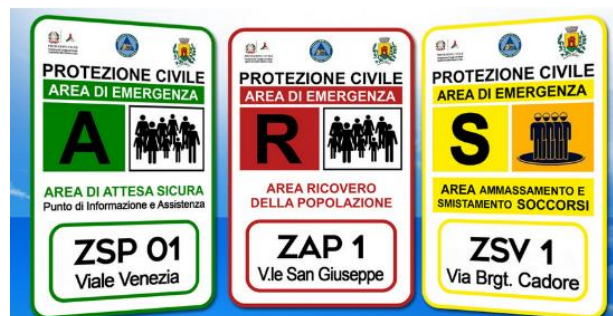 PROTEZIONE CIVILE
AREA DI EMERGENZA
A
AREA DI ATTESA SICURA
Punto di Informazione e Assistenza
ZSP 01
Viale Venezia
PROTEZIONE CIVILE
AREA DI EMERGENZA
R
AREA RICOVERO
DELLA POPOLAZIONE
ZAP 1
V.le San Giuseppe
PROTEZIONE CIVILE
AREA DI EMERGENZA
S
AREA AMMASSAMENTO E
SMISTAMENTO SOCCORSI
ZSV 1
Via Brgt. Cadore